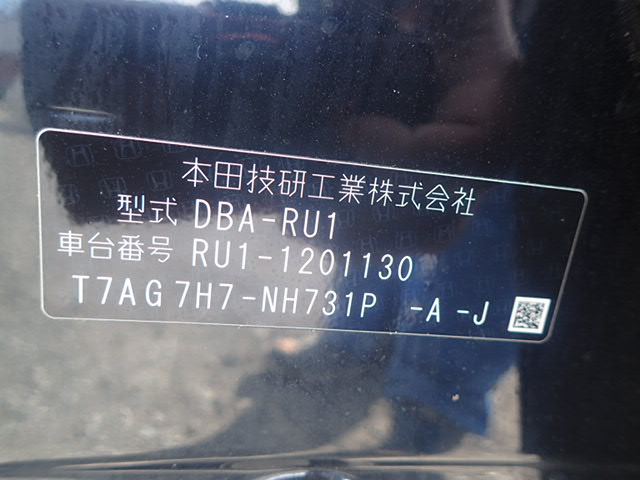 本田技研工業株式会社
型式 DBA-RU1
車台番号 RU1-1201130
T7AG7H7-NH731P -A -J